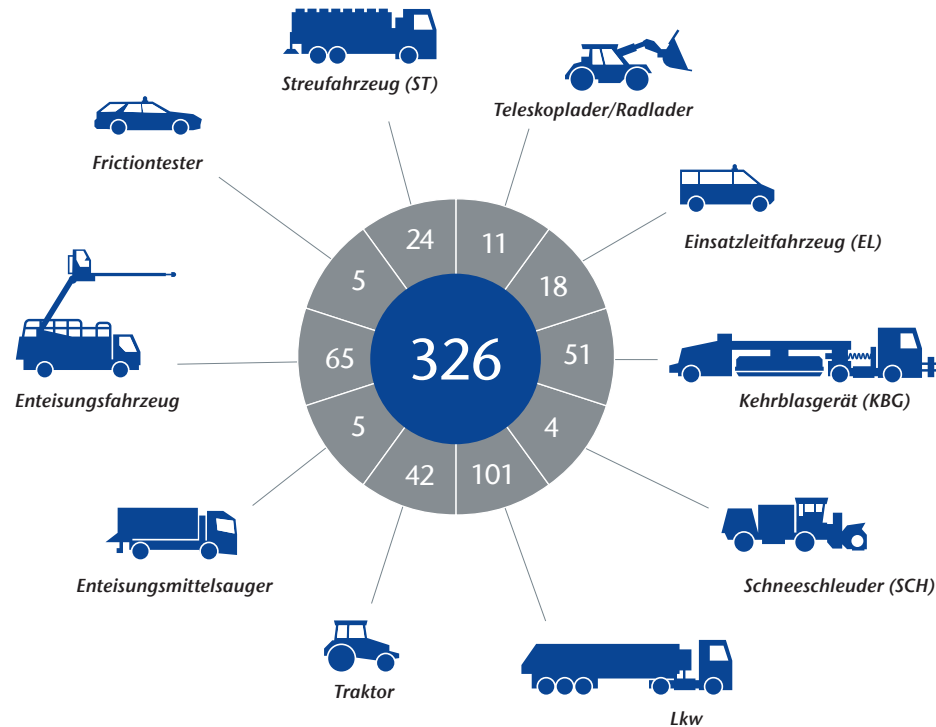 Streufahrzeug (ST)
Teleskoplader/Radlader
Frictiontester
Einsatzleitfahrzeug (EL)
24
11
5
18
65
326
51
Enteisungsfahrzeug
Kehrblasgerät (KBG)
5
4
42
101
Enteisungsmittelsauger
Schneeschleuder (SCH)
Traktor
Lkw